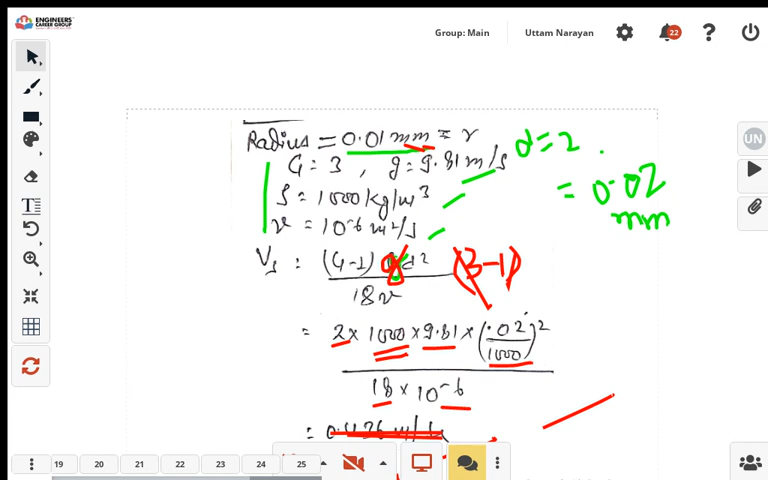 ENGINEERS
CAREER GROUP
Group: Main
Uttam Narayan
22
UN
Radius = 0.01 mm = r
d = 2
G = 3 , g = 9.81 m/s
= 0.02
mm
ρ = 1000 kg/m³
ν = 10⁻⁶ m²/s
Vs = (G-1) d²
(3-1)
18ν
= 2 × 1000 × 9.81 × (.02/1000)²
18 × 10⁻⁶
19 20 21 22 23 24 25